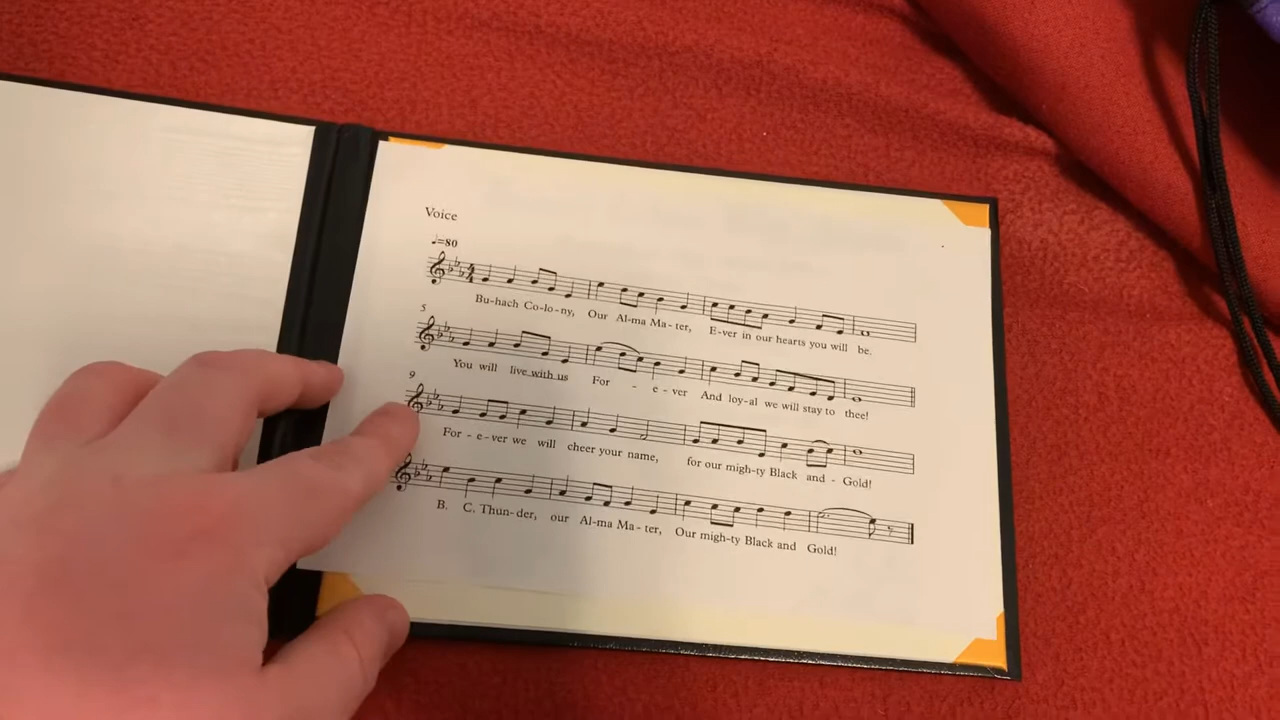 Voice
♩=80
Bu-hach Co-lo-ny, Our Al-ma Ma-ter, E-ver in our hearts you will be.
5
You will live with us For - e-ver And loy-al we will stay to thee!
9
For-e-ver we will cheer your name, for our migh-ty Black and - Gold!
B. C. Thun-der, our Al-ma Ma-ter, Our migh-ty Black and Gold!